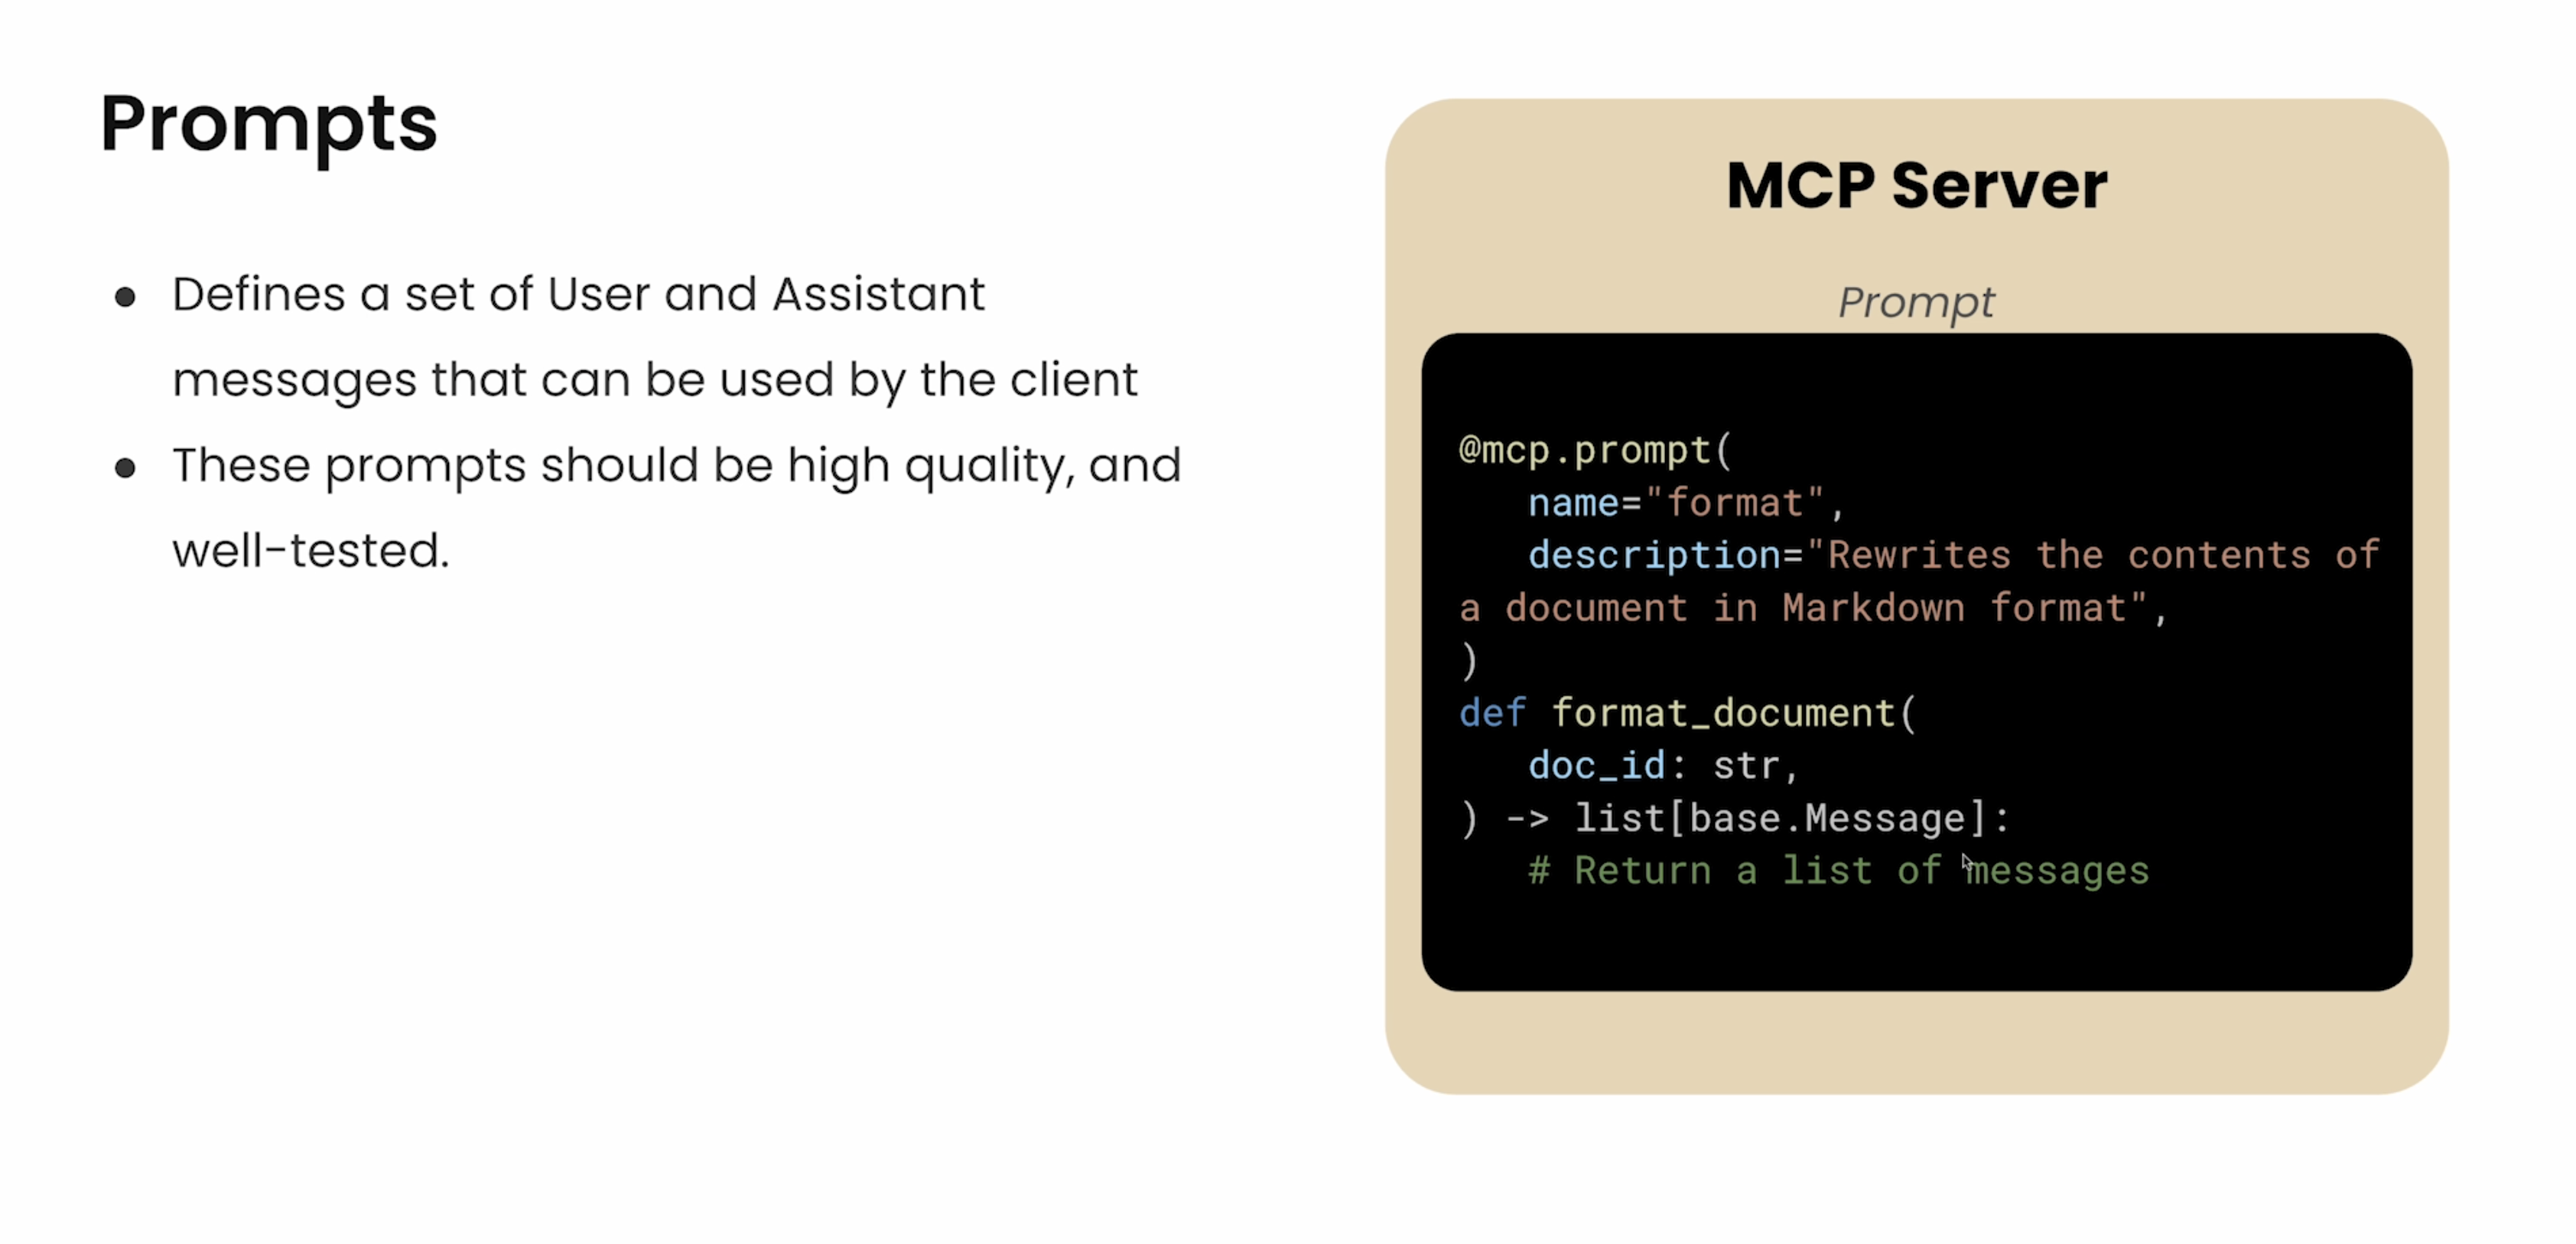 Prompts
● Defines a set of User and Assistant
messages that can be used by the client
● These prompts should be high quality, and
well-tested.
MCP Server
Prompt
@mcp.prompt(
   name="format",
   description="Rewrites the contents of
a document in Markdown format",
)
def format_document(
   doc_id: str,
) -> list[base.Message]:
   # Return a list of messages